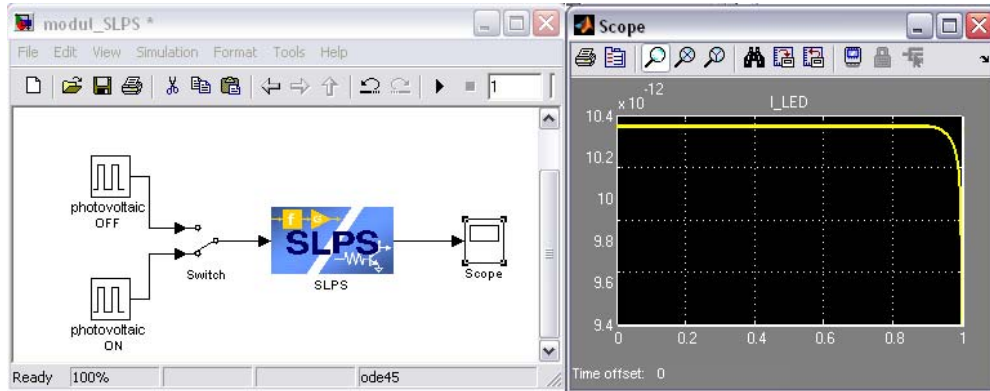 modul_SLPS *
File Edit View Simulation Format Tools Help
1
photovoltaic
OFF
photovoltaic
ON
Switch
f
G
SLPS
SLPS
Scope
Ready 100% ode45
Scope
x 10 -12
I_LED
10.4
10.2
10
9.8
9.6
9.4
0 0.2 0.4 0.6 0.8 1
Time offset: 0